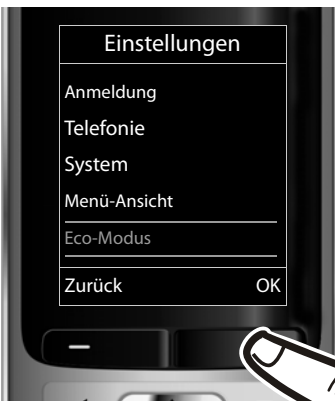 Einstellungen
Anmeldung
Telefonie
System
Menü-Ansicht
Eco-Modus
Zurück OK